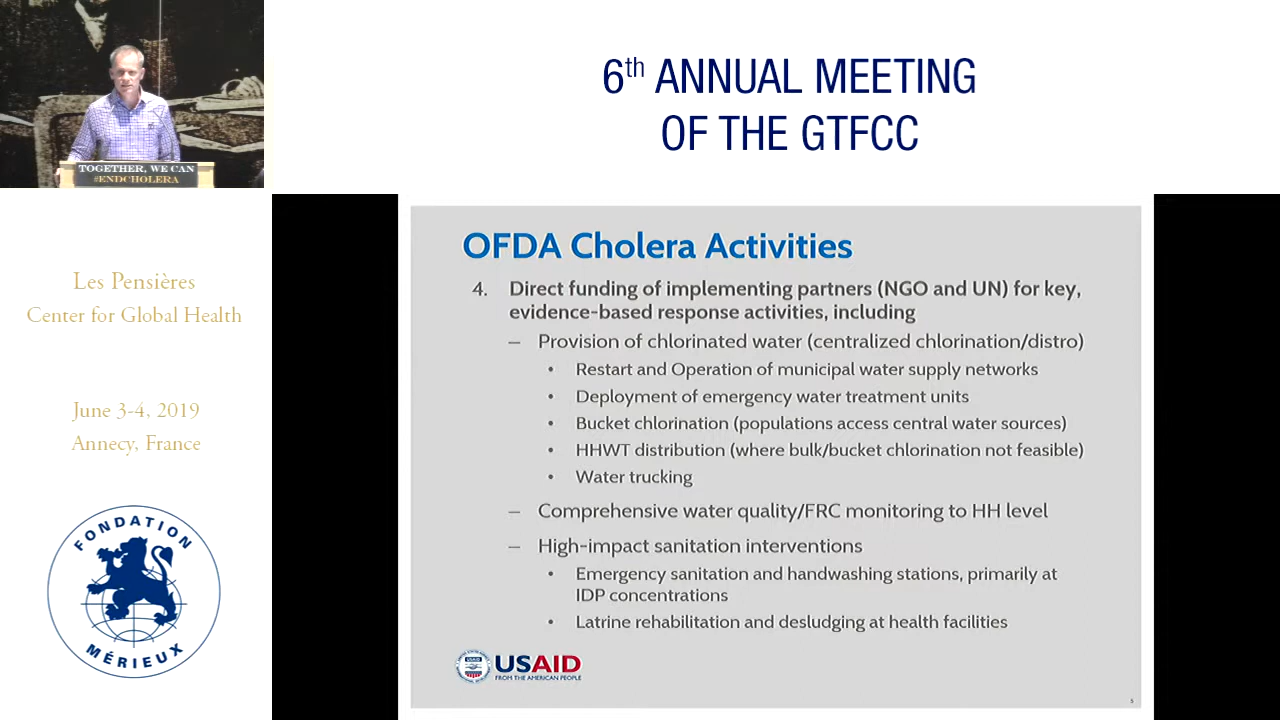 TOGETHER, WE CAN
#ENDCHOLERA
6th ANNUAL MEETING
OF THE GTFCC
Les Pensières
Center for Global Health
June 3-4, 2019
Annecy, France
FONDATION
MÉRIEUX
OFDA Cholera Activities
4. Direct funding of implementing partners (NGO and UN) for key,
evidence-based response activities, including
– Provision of chlorinated water (centralized chlorination/distro)
• Restart and Operation of municipal water supply networks
• Deployment of emergency water treatment units
• Bucket chlorination (populations access central water sources)
• HHWT distribution (where bulk/bucket chlorination not feasible)
• Water trucking
– Comprehensive water quality/FRC monitoring to HH level
– High-impact sanitation interventions
• Emergency sanitation and handwashing stations, primarily at
IDP concentrations
• Latrine rehabilitation and desludging at health facilities
USAID
FROM THE AMERICAN PEOPLE